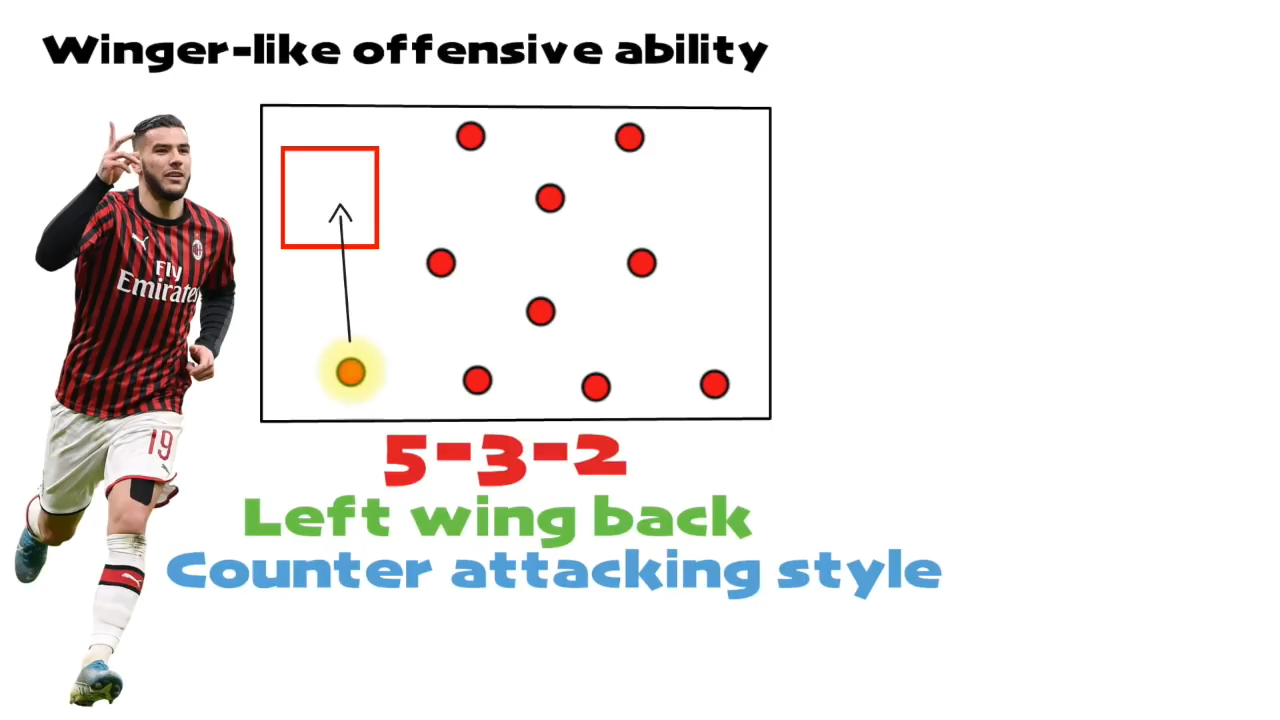 Winger-like offensive ability
Fly
Emirates
19
5-3-2
Left wing back
Counter attacking style